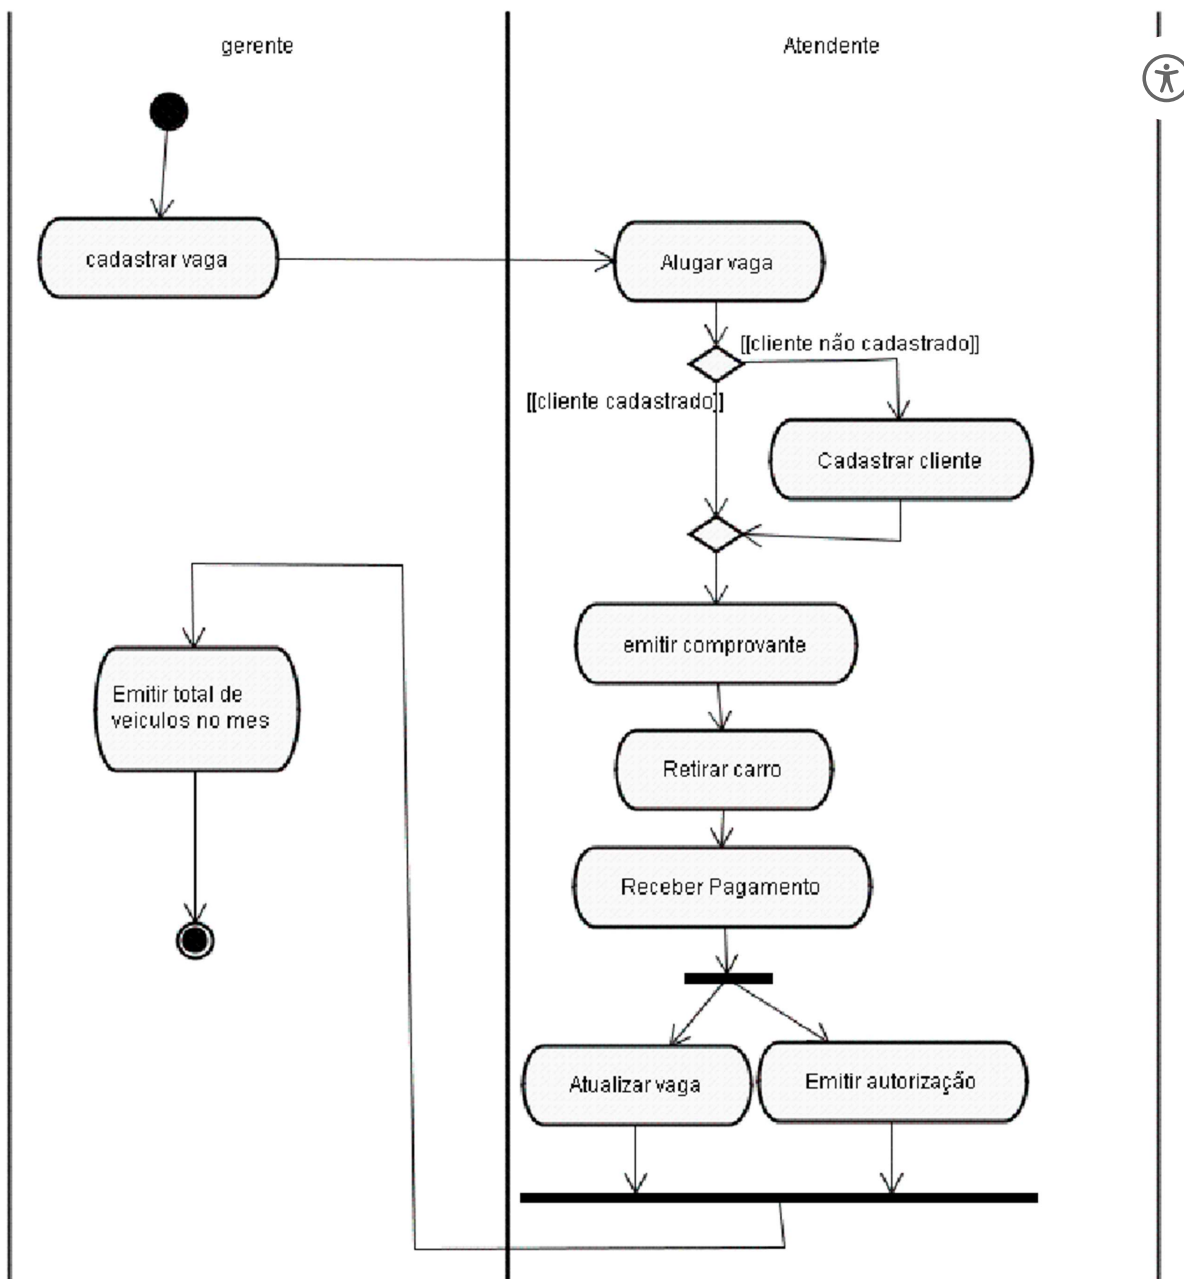 gerente
Atendente
cadastrar vaga
Alugar vaga
[[cliente não cadastrado]]
[[cliente cadastrado]]
Cadastrar cliente
emitir comprovante
Emitir total de
veiculos no mes
Retirar carro
Receber Pagamento
Atualizar vaga
Emitir autorização